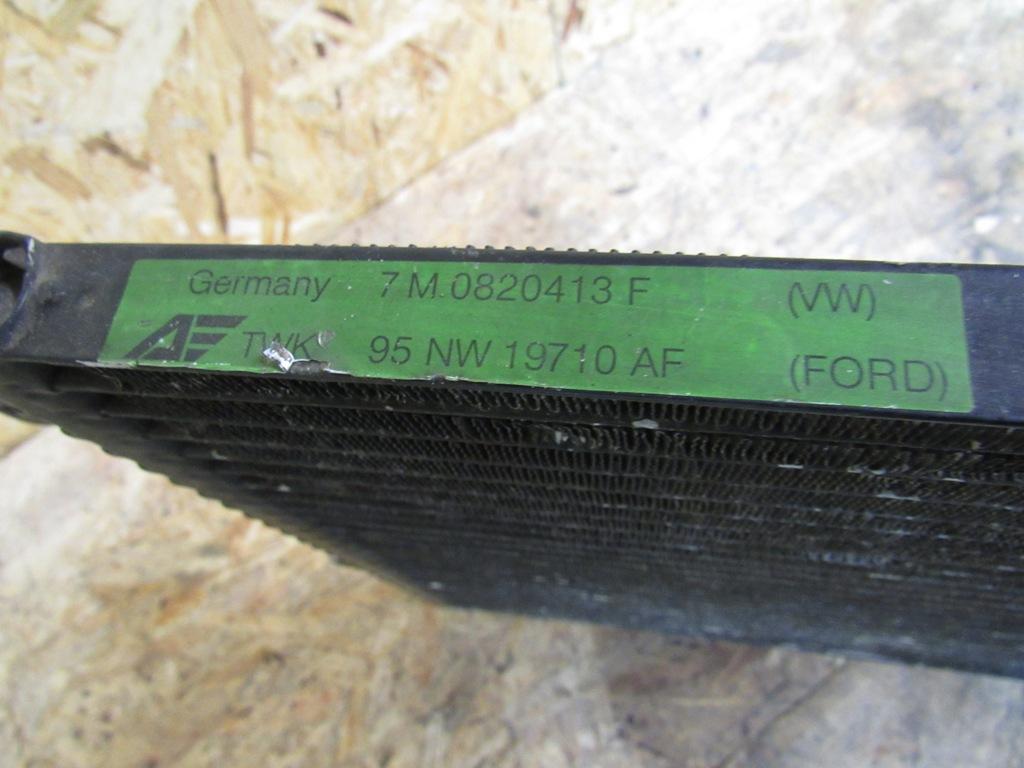 Germany 7 M.0820413 F (VW)
AF TWK 95 NW 19710 AF (FORD)